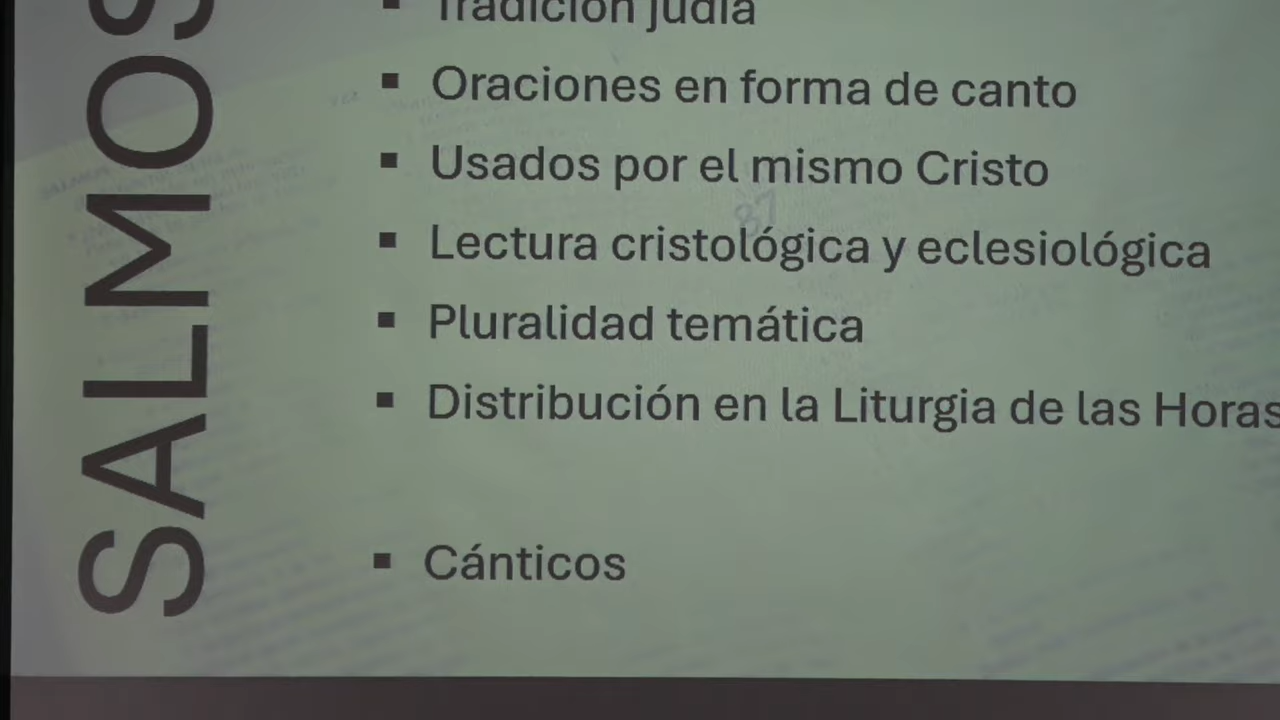 SALMOS
Tradición judía
Oraciones en forma de canto
Usados por el mismo Cristo
Lectura cristológica y eclesiológica
Pluralidad temática
Distribución en la Liturgia de las Horas
Cánticos
87